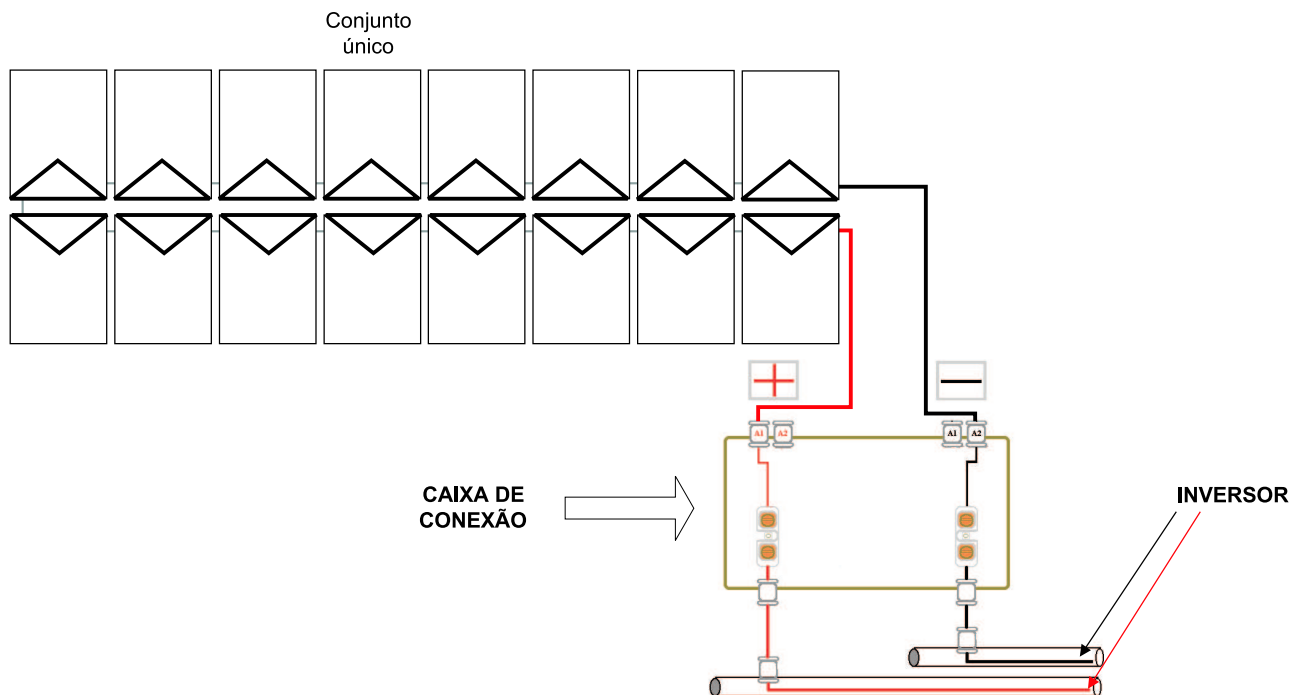 Conjunto
único
A1 A2
A1 A2
CAIXA DE
CONEXÃO
INVERSOR